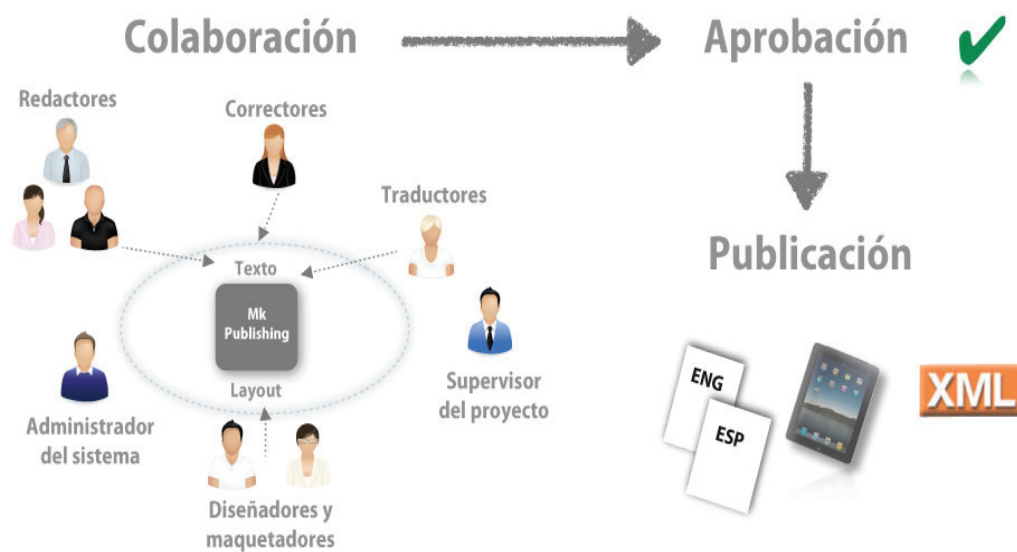 Colaboración
Aprobación
Redactores
Correctores
Traductores
Texto
Mk
Publishing
Layout
Administrador
del sistema
Supervisor
del proyecto
Diseñadores y
maquetadores
Publicación
ENG
ESP
XML